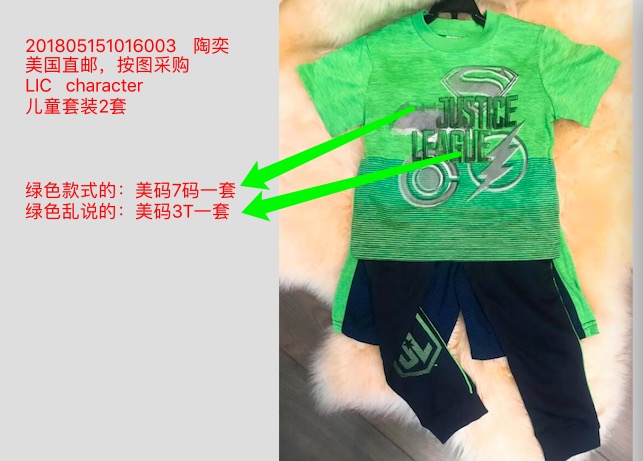 201805151016003 陶奕
美国直邮，按图采购
LIC character
儿童套装2套
绿色款式的：美码7码一套
绿色乱说的：美码3T一套
JUSTICE
LEAGUE
JL